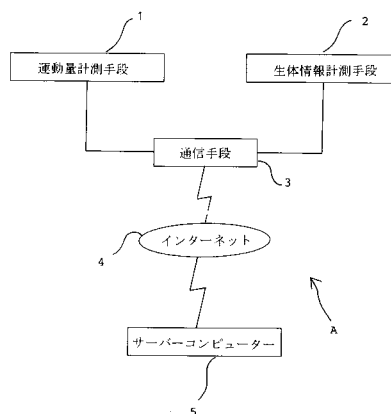 1
2
運動量計測手段
生体情報計測手段
通信手段
3
インターネット
4
A
サーバーコンピューター
5